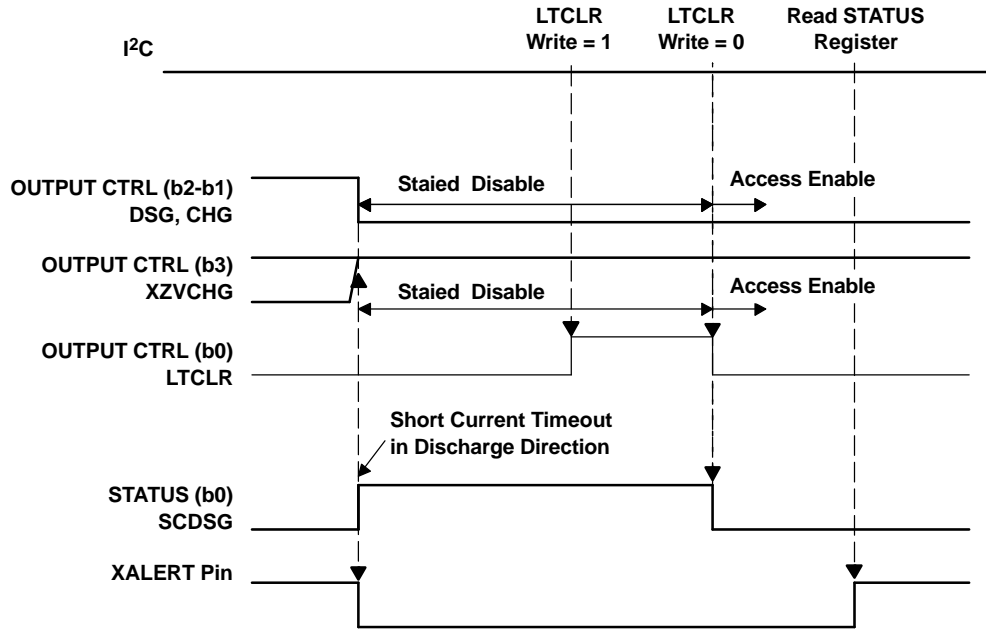 LTCLR
Write = 1
LTCLR
Write = 0
Read STATUS
Register
I²C
OUTPUT CTRL (b2-b1)
DSG, CHG
Staied Disable
Access Enable
OUTPUT CTRL (b3)
XZVCHG
Staied Disable
Access Enable
OUTPUT CTRL (b0)
LTCLR
Short Current Timeout
in Discharge Direction
STATUS (b0)
SCDSG
XALERT Pin